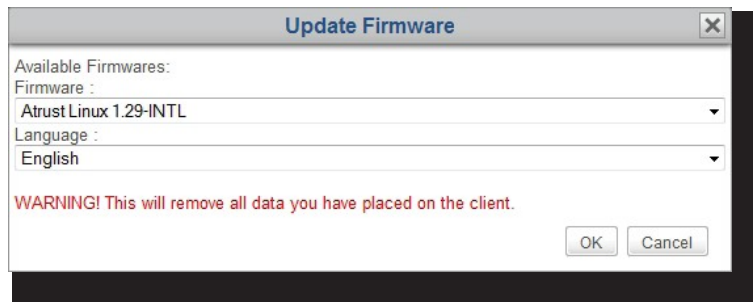 Update Firmware
Available Firmwares:
Firmware :
Atrust Linux 1.29-INTL
Language :
English
WARNING! This will remove all data you have placed on the client.
OK Cancel